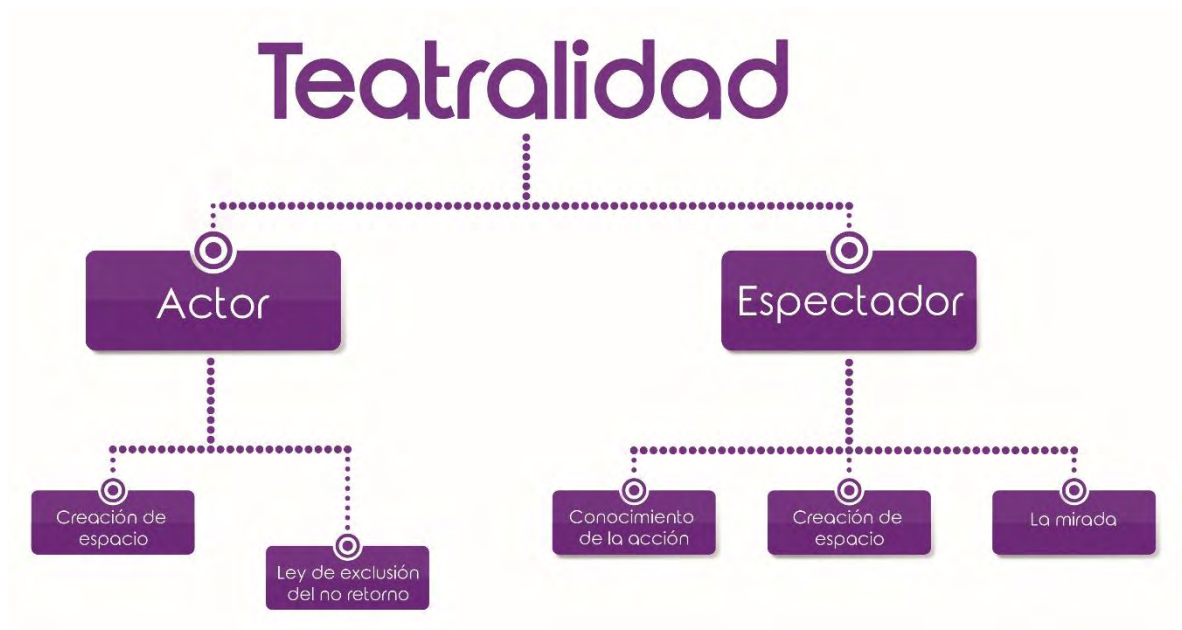 Teatralidad
Actor
Espectador
Creación de
espacio
Ley de exclusión
del no retorno
Conocimiento
de la acción
Creación de
espacio
La mirada